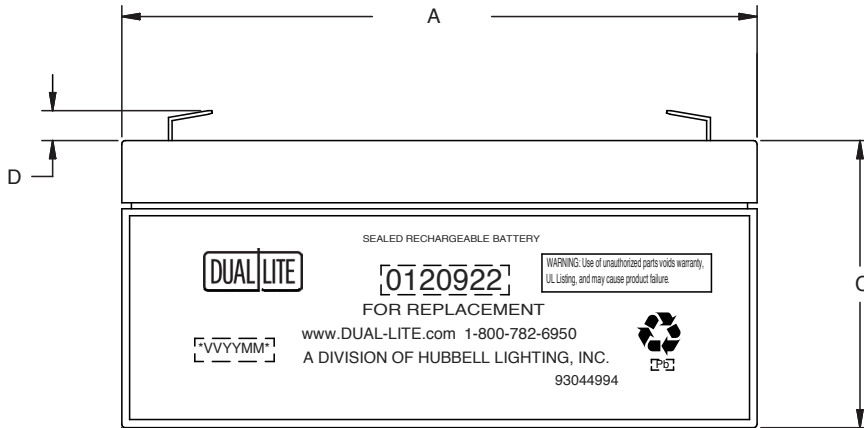 A
D
SEALED RECHARGEABLE BATTERY
DUAL LITE
0120922
WARNING: Use of unauthorized parts voids warranty,
UL Listing, and may cause product failure.
FOR REPLACEMENT
www.DUAL-LITE.com 1-800-782-6950
*VVYYMM*
A DIVISION OF HUBBELL LIGHTING, INC.
Pb
93044994
C